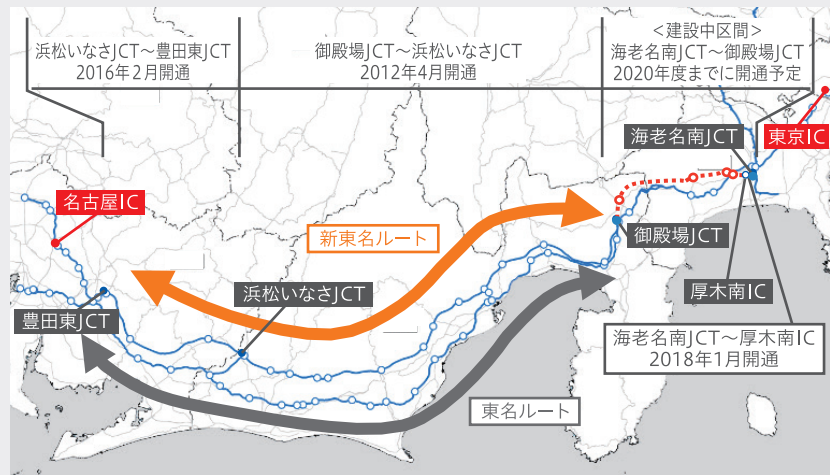 浜松いなさJCT～豊田東JCT
2016年2月開通
御殿場JCT～浜松いなさJCT
2012年4月開通
＜建設中区間＞
海老名南JCT～御殿場JCT
2020年度までに開通予定
海老名南JCT
東京IC
名古屋IC
新東名ルート
御殿場JCT
浜松いなさJCT
厚木南IC
豊田東JCT
海老名南JCT～厚木南IC
2018年1月開通
東名ルート